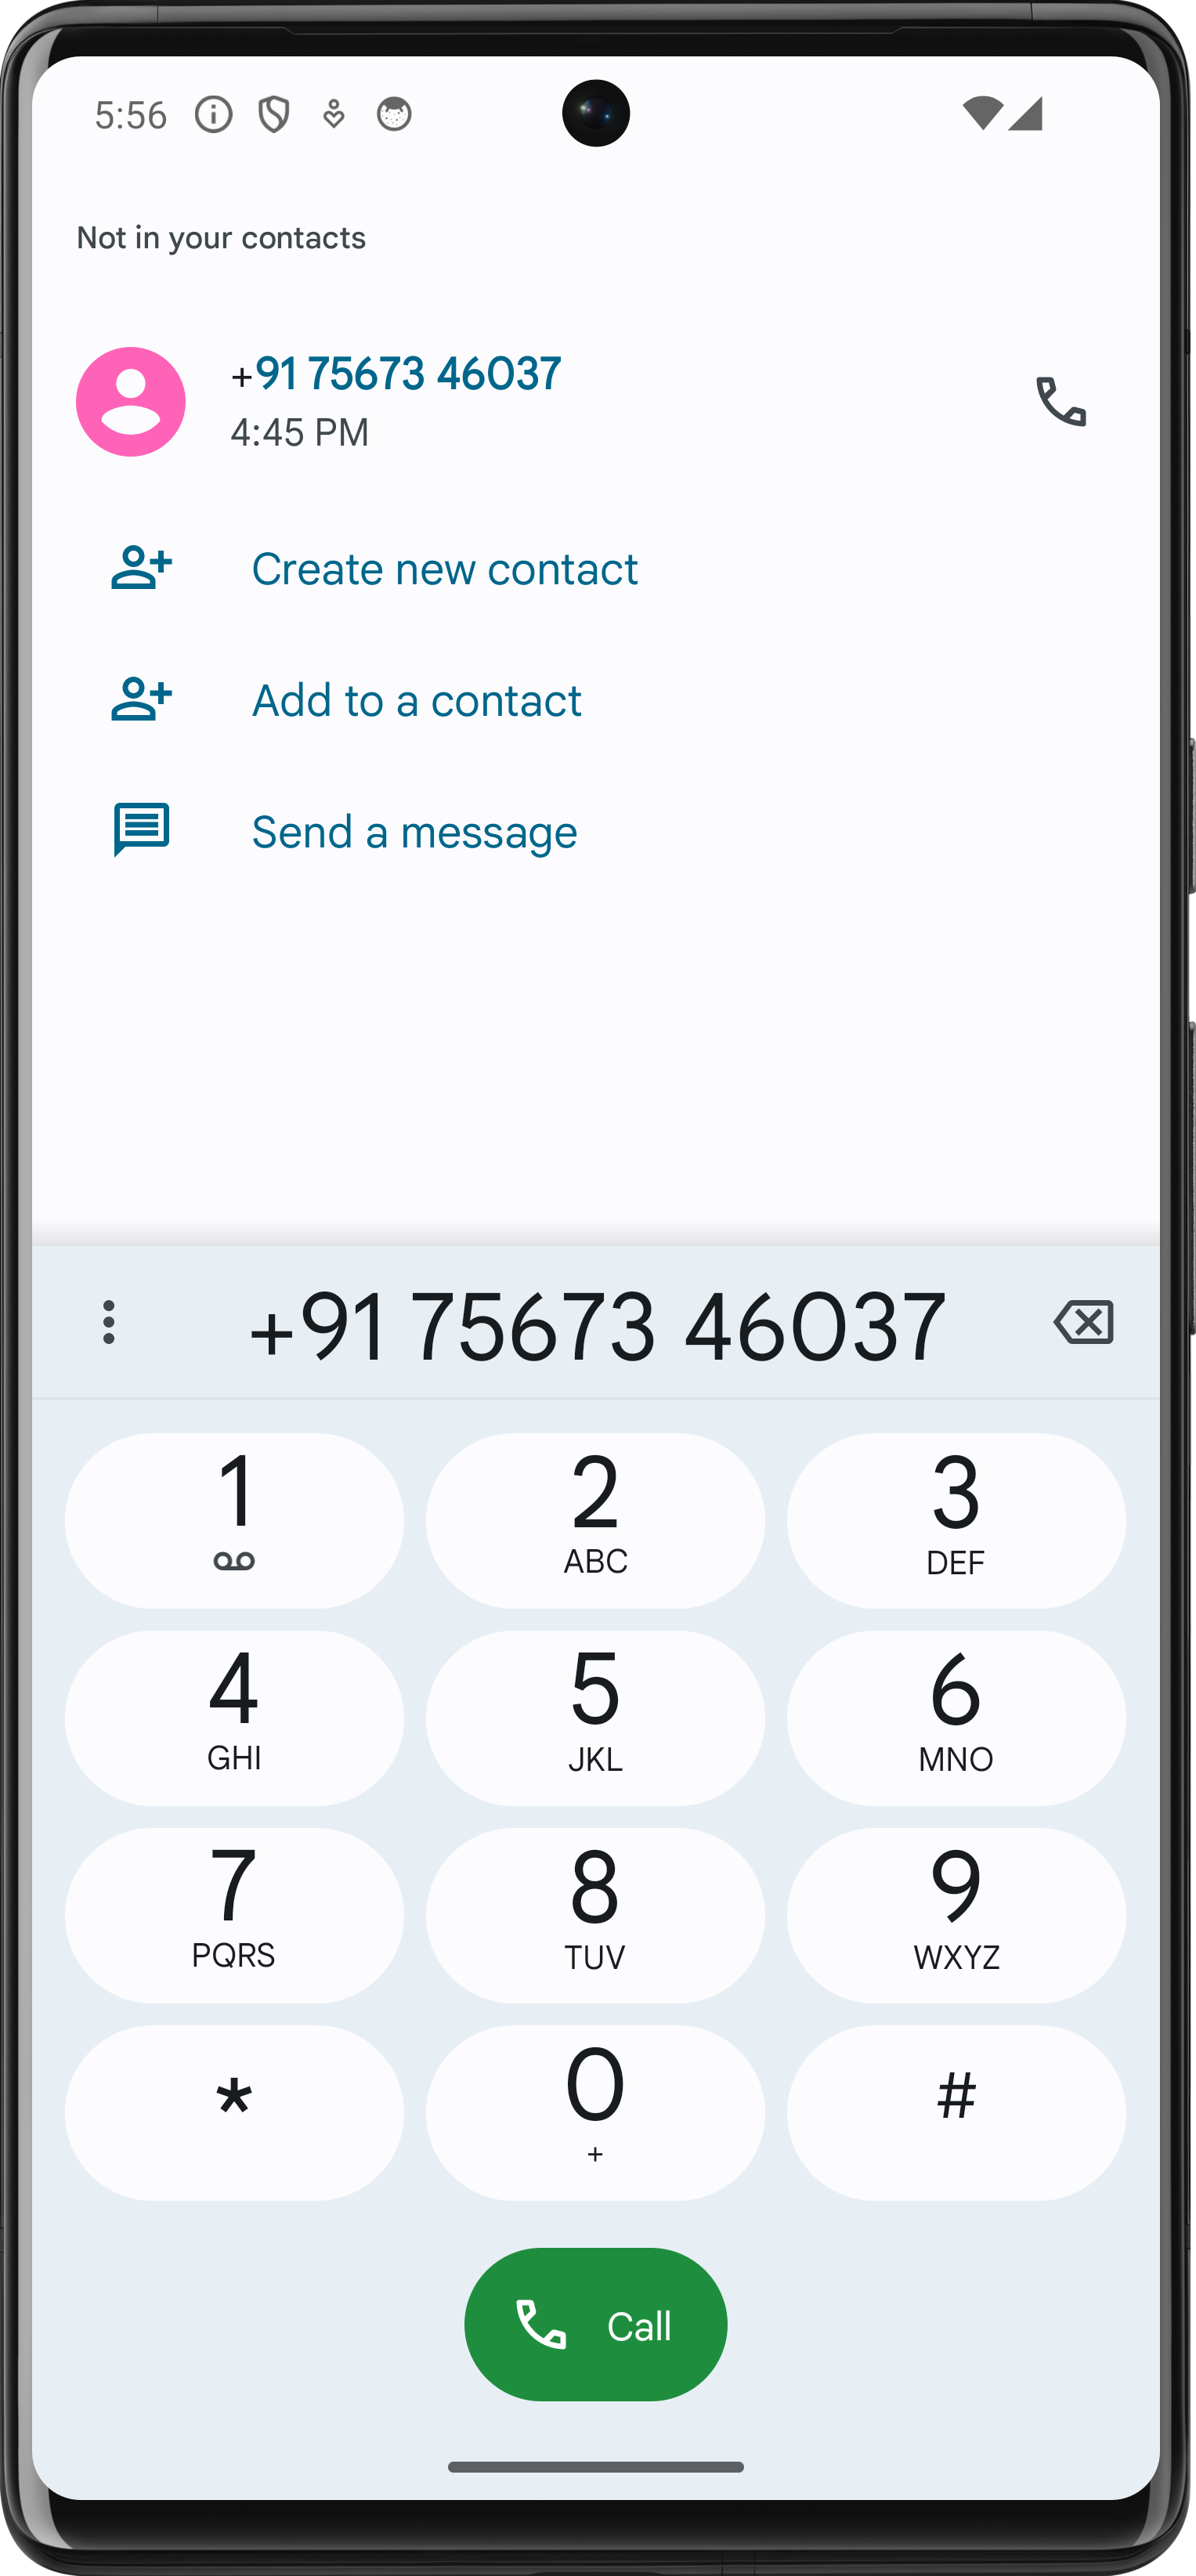 5:56
Not in your contacts
+91 75673 46037
4:45 PM
Create new contact
Add to a contact
Send a message
+91 75673 46037
1 2 3
ABC DEF
4 5 6
GHI JKL MNO
7 8 9
PQRS TUV WXYZ
* 0 #
+
Call